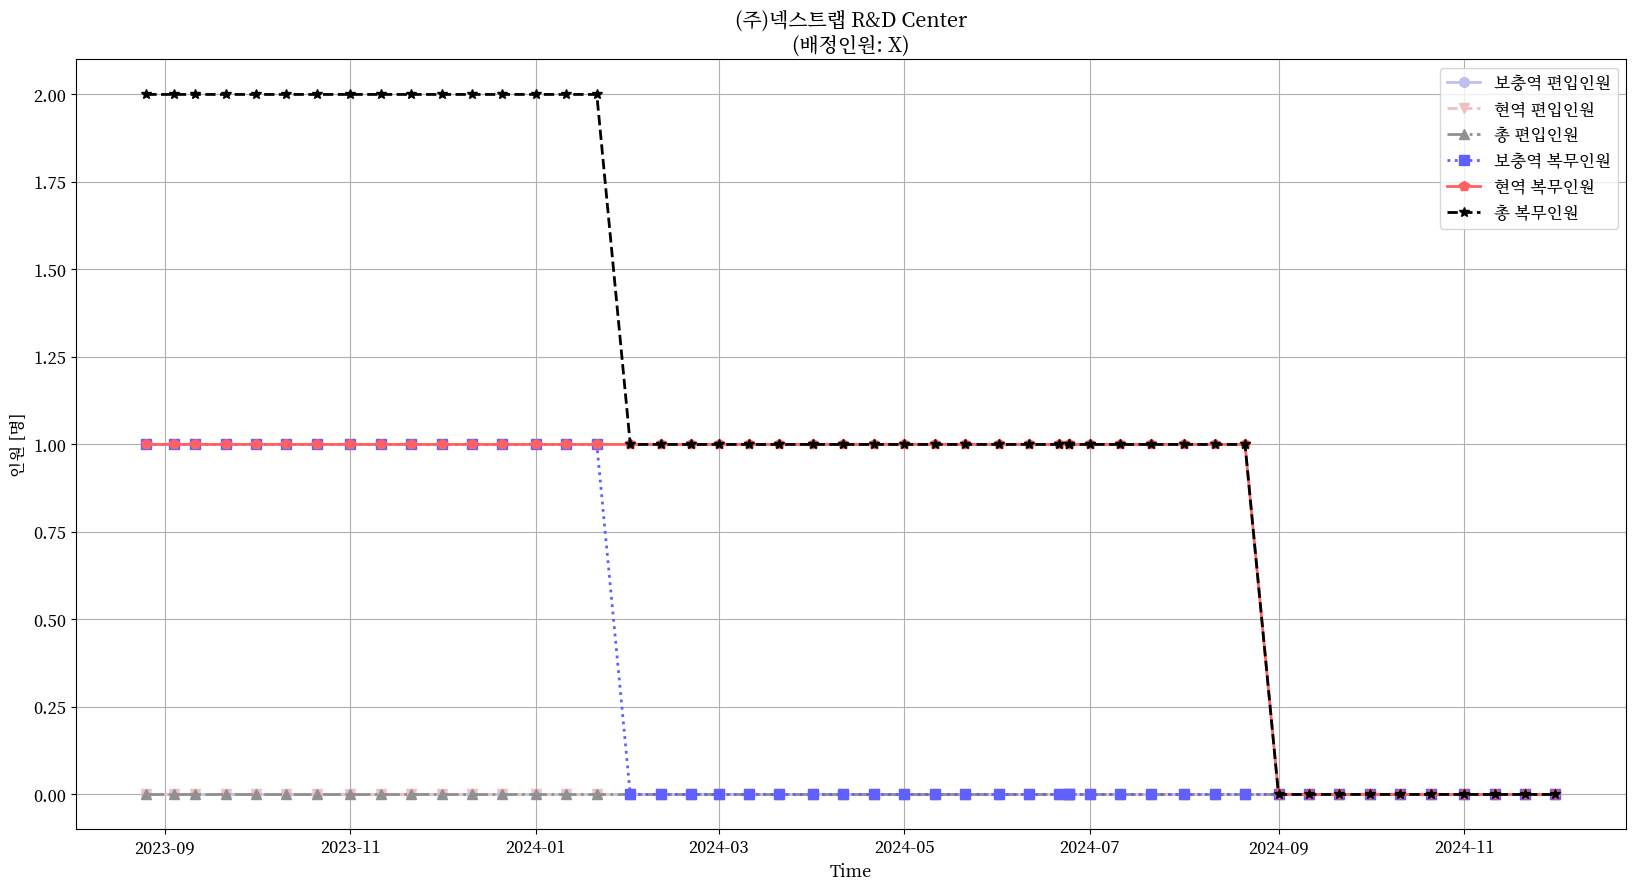 (주)넥스트랩 R&D Center
(배정인원: X)
보충역 편입인원
현역 편입인원
총 편입인원
보충역 복무인원
현역 복무인원
총 복무인원
인원 [명]
2.00
1.75
1.50
1.25
1.00
0.75
0.50
0.25
0.00
2023-09
2023-11
2024-01
2024-03
2024-05
2024-07
2024-09
2024-11
Time